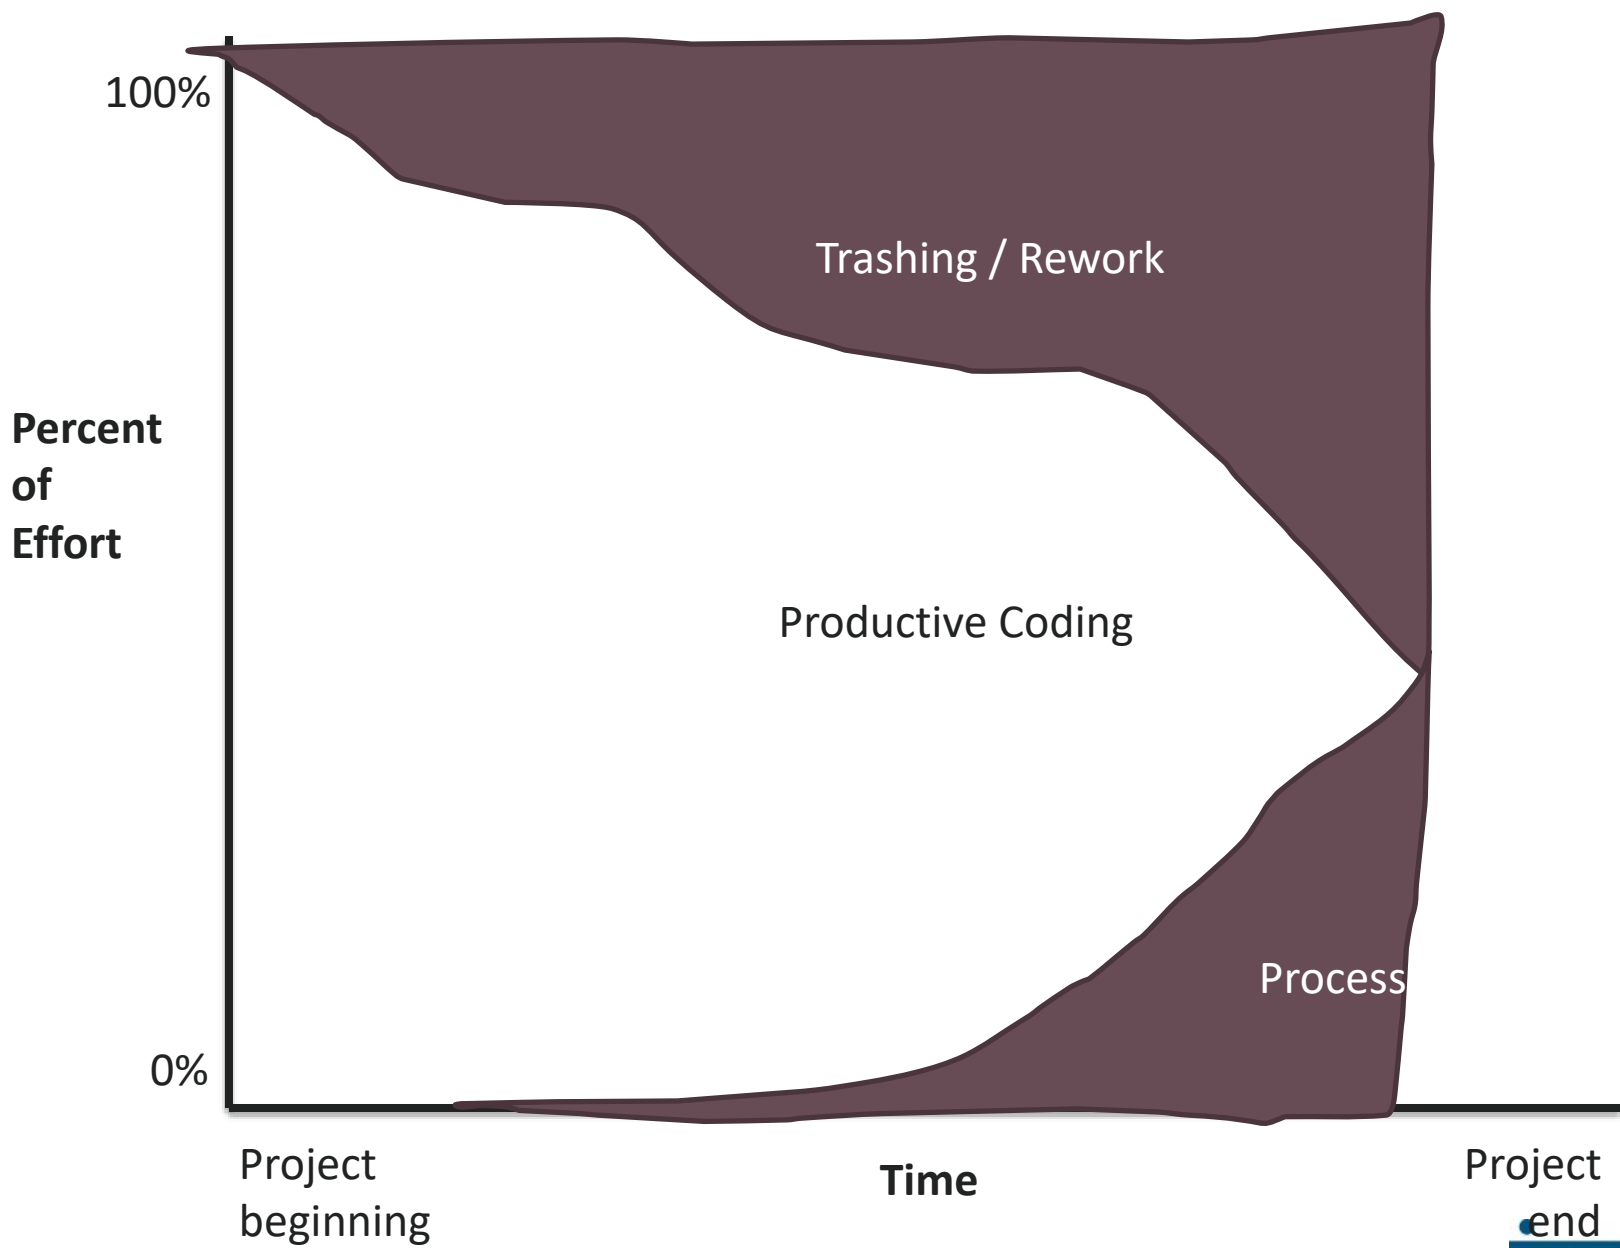 100%
Trashing / Rework
Percent
of
Effort
Productive Coding
Process
0%
Project
beginning
Time
Project
end